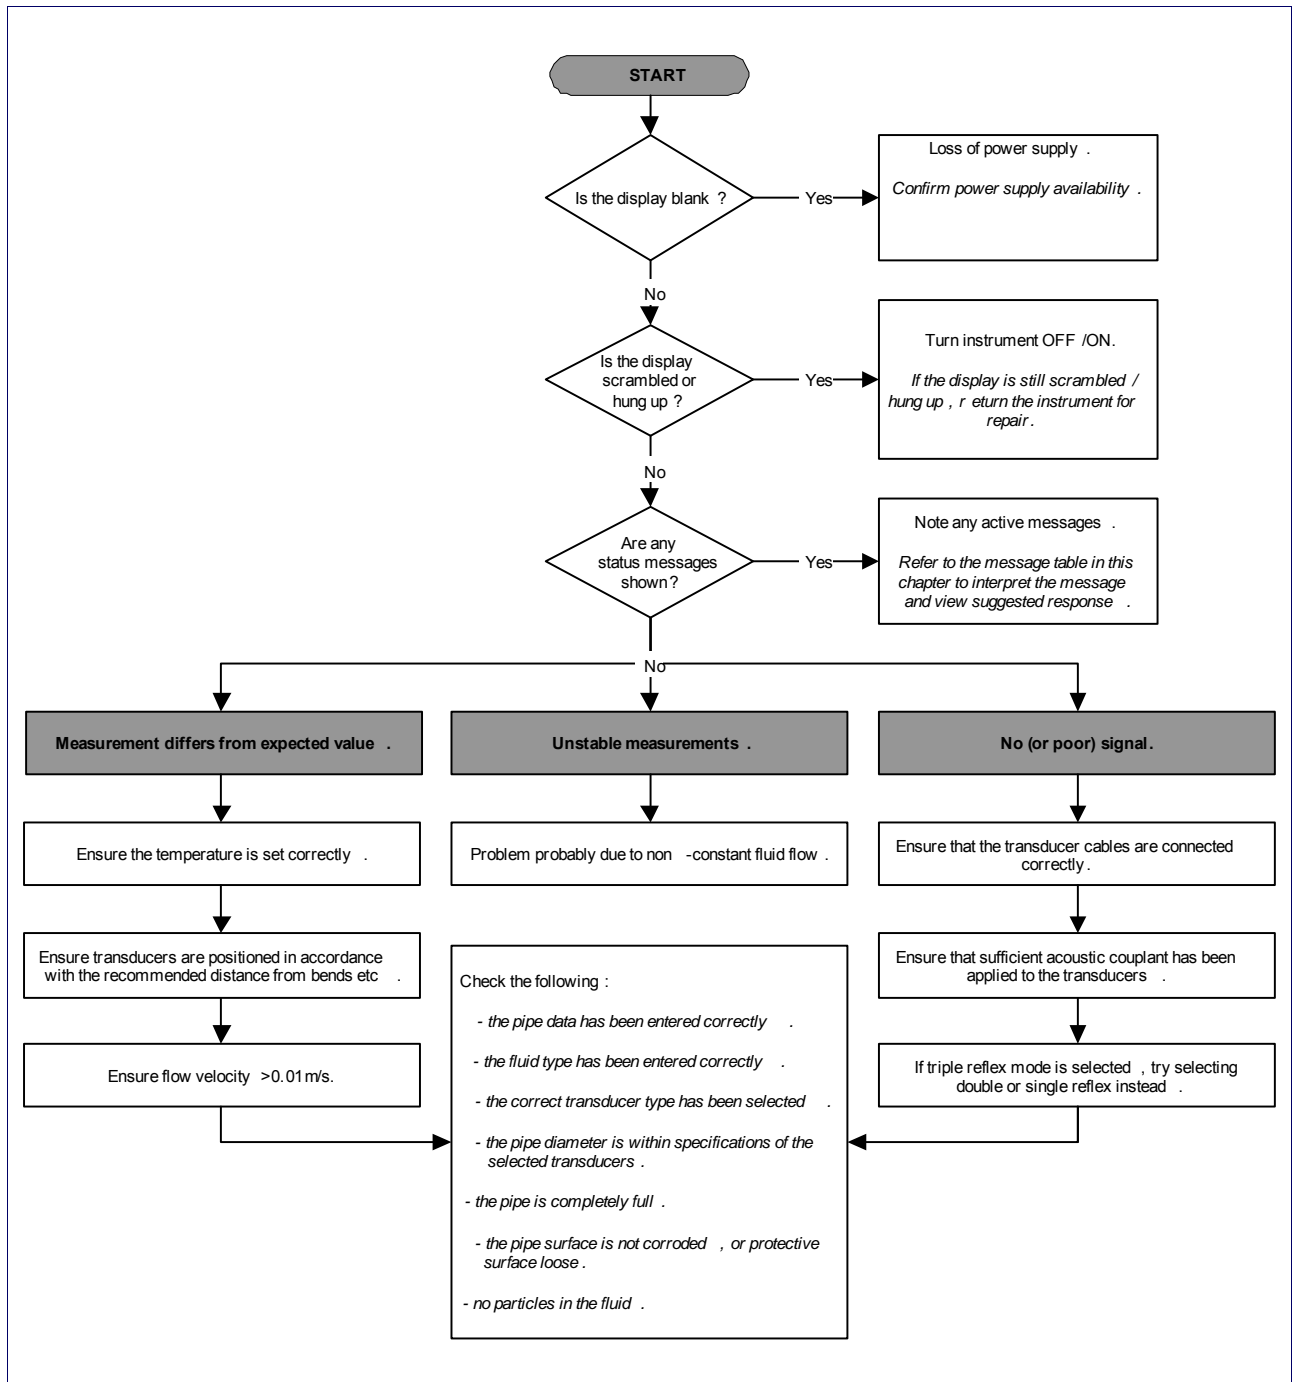 START
Is the display blank ?
Yes
Loss of power supply .
Confirm power supply availability .
No
Is the display
scrambled or
hung up ?
Yes
Turn instrument OFF /ON.
If the display is still scrambled /
hung up , r eturn the instrument for
repair.
No
Are any
status messages
shown?
Yes
Note any active messages .
Refer to the message table in this
chapter to interpret the message
and view suggested response .
No
Measurement differs from expected value .
Unstable measurements .
No (or poor) signal.
Ensure the temperature is set correctly .
Problem probably due to non -constant fluid flow .
Ensure that the transducer cables are connected
correctly.
Ensure transducers are positioned in accordance
with the recommended distance from bends etc .
Ensure that sufficient acoustic couplant has been
applied to the transducers .
Ensure flow velocity >0.01m/s.
If triple reflex mode is selected , try selecting
double or single reflex instead .
Check the following :
- the pipe data has been entered correctly .
- the fluid type has been entered correctly .
- the correct transducer type has been selected .
- the pipe diameter is within specifications of the
selected transducers .
- the pipe is completely full .
- the pipe surface is not corroded , or protective
surface loose.
- no particles in the fluid .